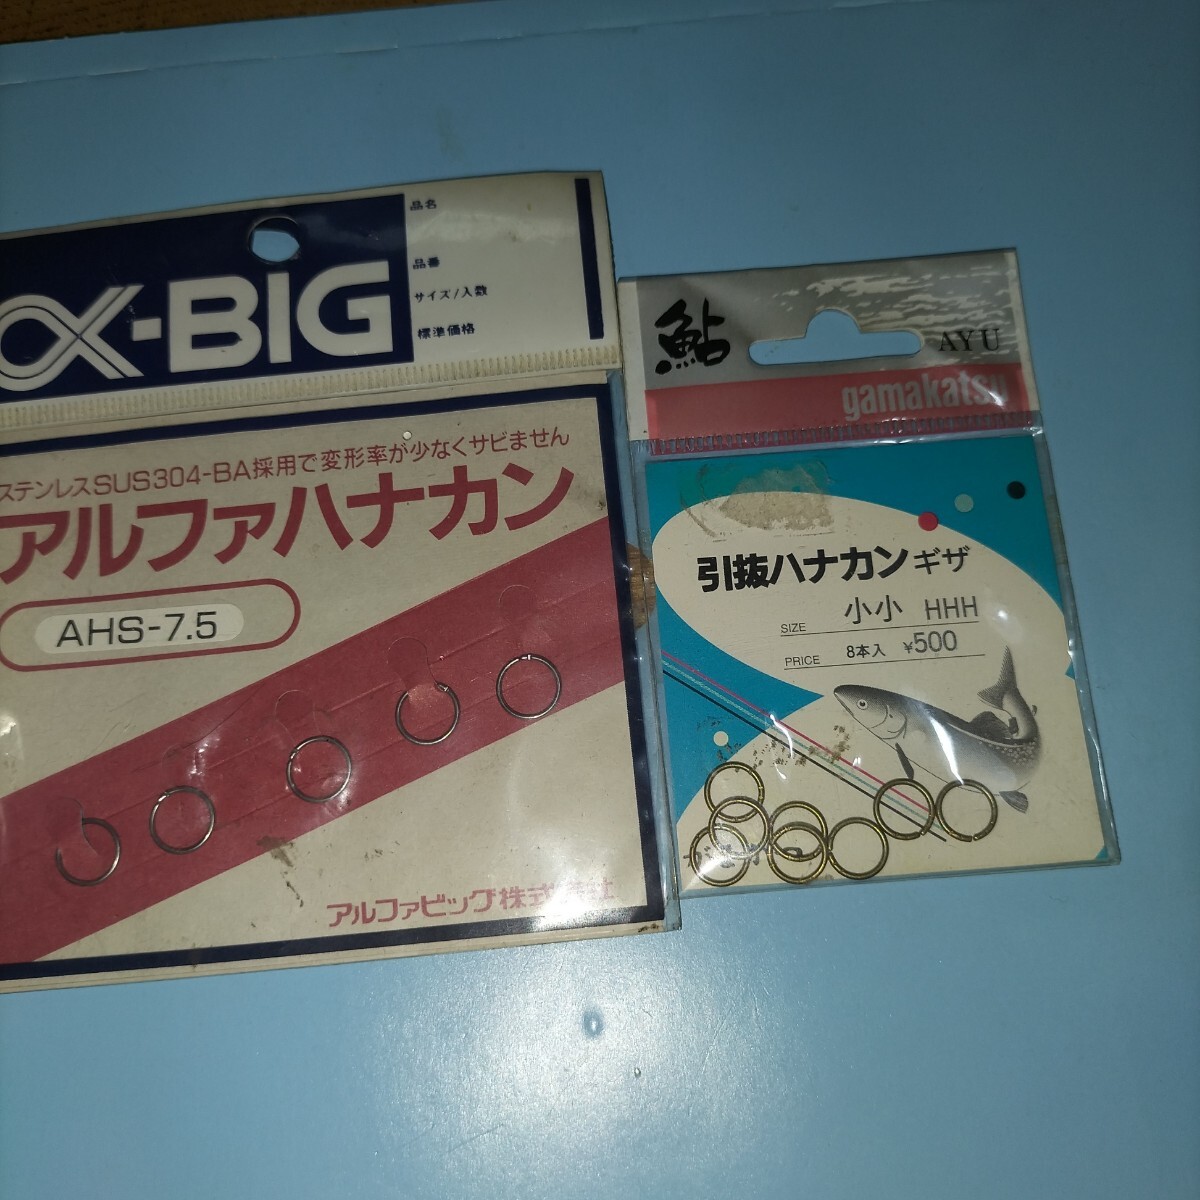 α-BIG
品名
品番
サイズ/入数
標準価格
ステンレスSUS304-BA採用で変形率が少なくサビません
アルファハナカン
AHS-7.5
アルファビッグ株式会社
鮎
AYU
gamakatsu
引抜ハナカンギザ
SIZE 小小 HHH
PRICE 8本入 ¥500